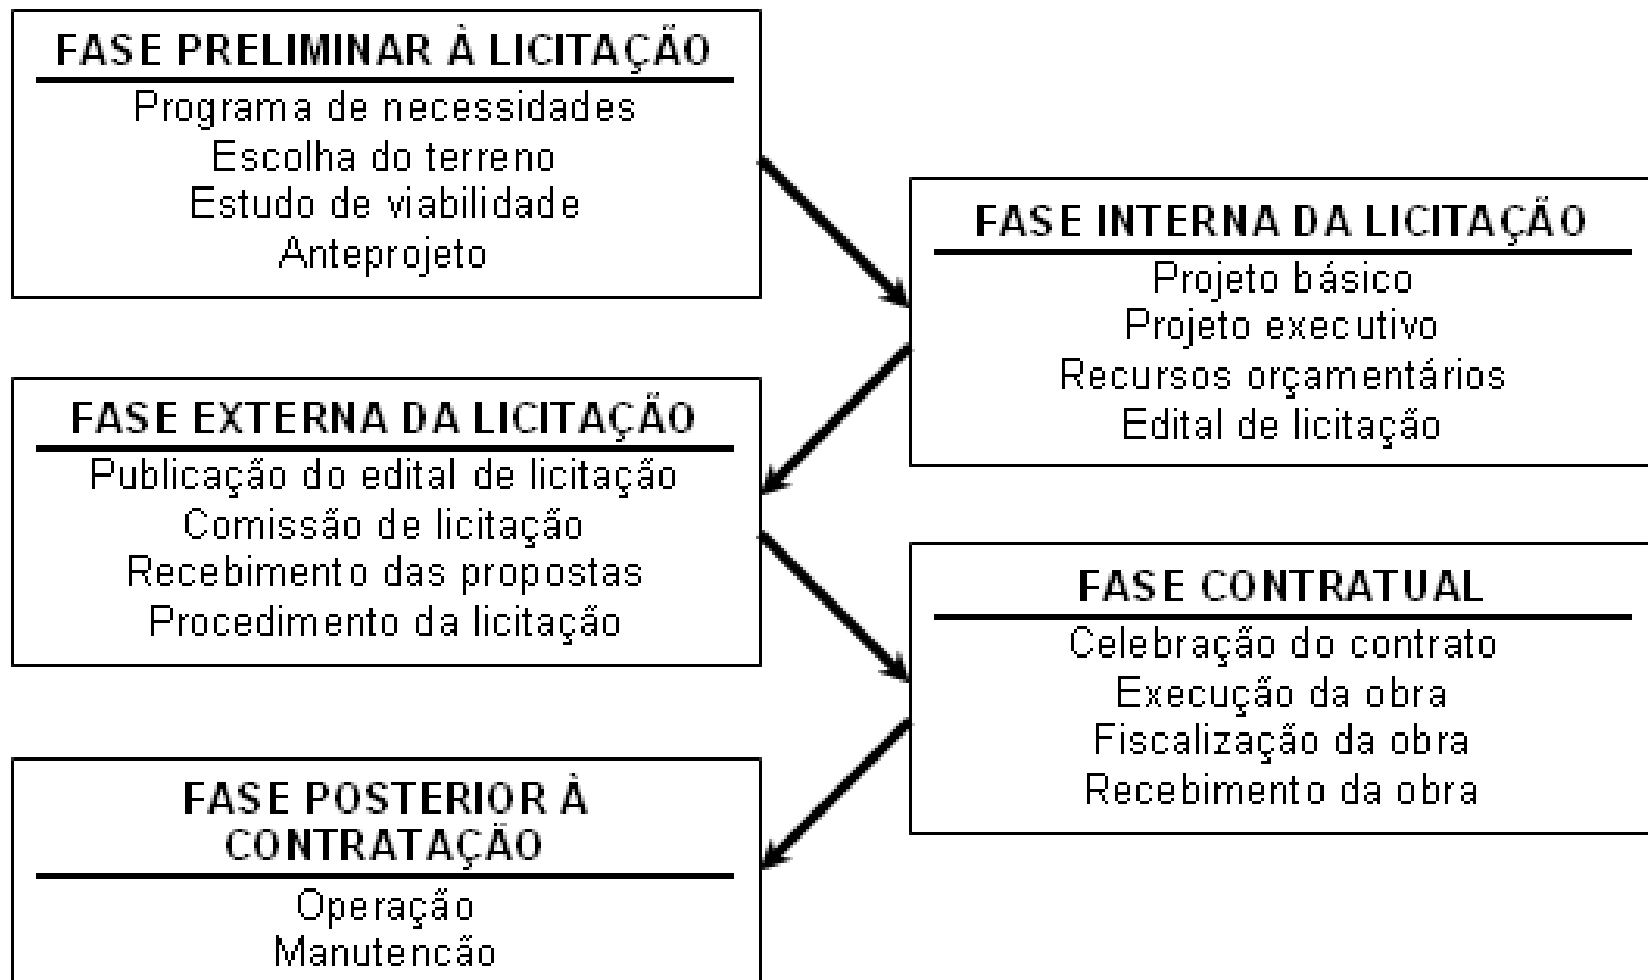 FASE PRELIMINAR À LICITAÇÃO
Programa de necessidades
Escolha do terreno
Estudo de viabilidade
Anteprojeto
FASE INTERNA DA LICITAÇÃO
Projeto básico
Projeto executivo
Recursos orçamentários
Edital de licitação
FASE EXTERNA DA LICITAÇÃO
Publicação do edital de licitação
Comissão de licitação
Recebimento das propostas
Procedimento da licitação
FASE CONTRATUAL
Celebração do contrato
Execução da obra
Fiscalização da obra
Recebimento da obra
FASE POSTERIOR À
CONTRATAÇÃO
Operação
Manutenção